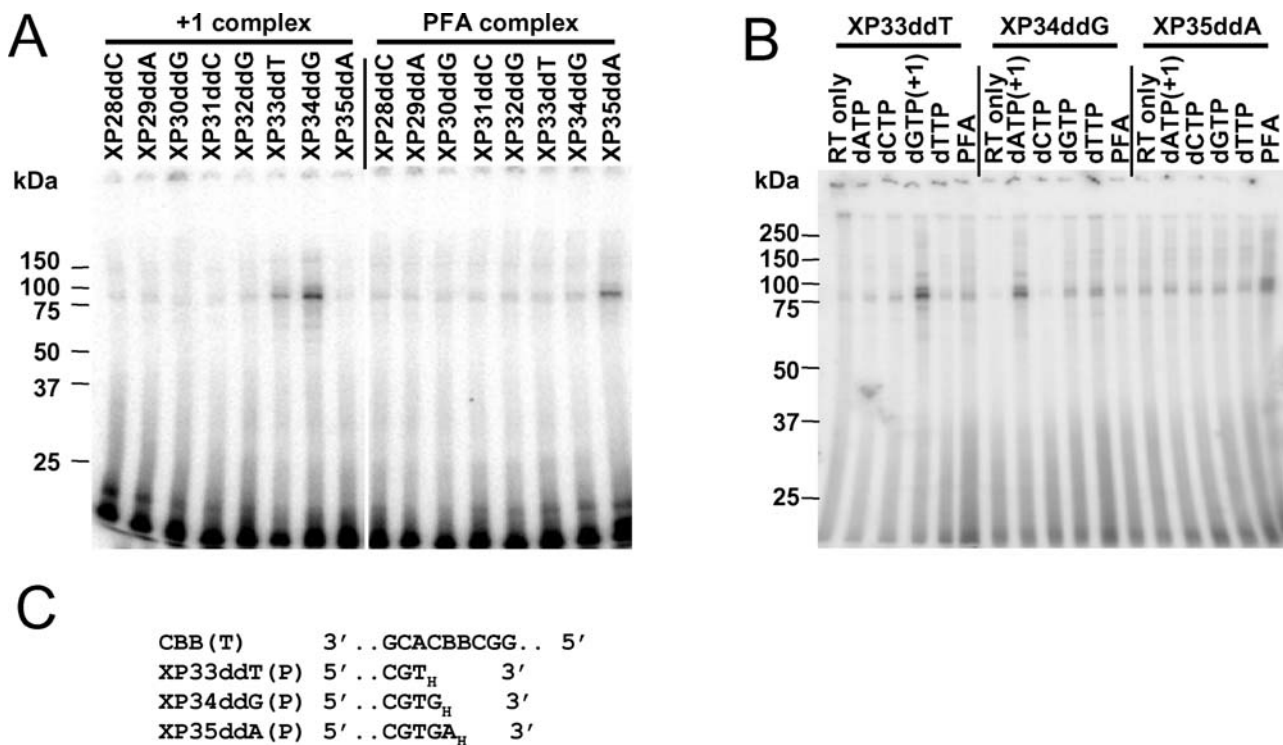 A
+1 complex
PFA complex
XP28ddC
XP29ddA
XP30ddG
XP31ddC
XP32ddG
XP33ddT
XP34ddG
XP35ddA
XP28ddC
XP29ddA
XP30ddG
XP31ddC
XP32ddG
XP33ddT
XP34ddG
XP35ddA
kDa
150
100
75
50
37
25
B
XP33ddT
XP34ddG
XP35ddA
RT only
dATP
dCTP
dGTP(+1)
dTTP
PFA
RT only
dATP(+1)
dCTP
dGTP
dTTP
PFA
RT only
dATP(+1)
dCTP
dGTP
dTTP
PFA
kDa
250
150
100
75
50
37
25
C
CBB(T) 3′..GCACBBCGG.. 5′
XP33ddT(P) 5′..CGTH 3′
XP34ddG(P) 5′..CGTGH 3′
XP35ddA(P) 5′..CGTGAH 3′